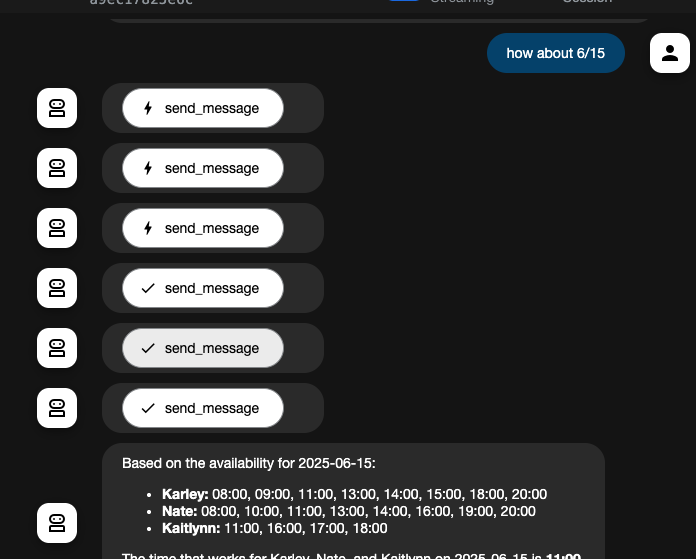 Streaming
Session
how about 6/15
send_message
send_message
send_message
send_message
send_message
send_message
Based on the availability for 2025-06-15:
• Karley: 08:00, 09:00, 11:00, 13:00, 14:00, 15:00, 18:00, 20:00
• Nate: 08:00, 10:00, 11:00, 13:00, 14:00, 16:00, 19:00, 20:00
• Kaitlynn: 11:00, 16:00, 17:00, 18:00
The time that works for Karley, Nate, and Kaitlynn on 2025-06-15 is 11:00